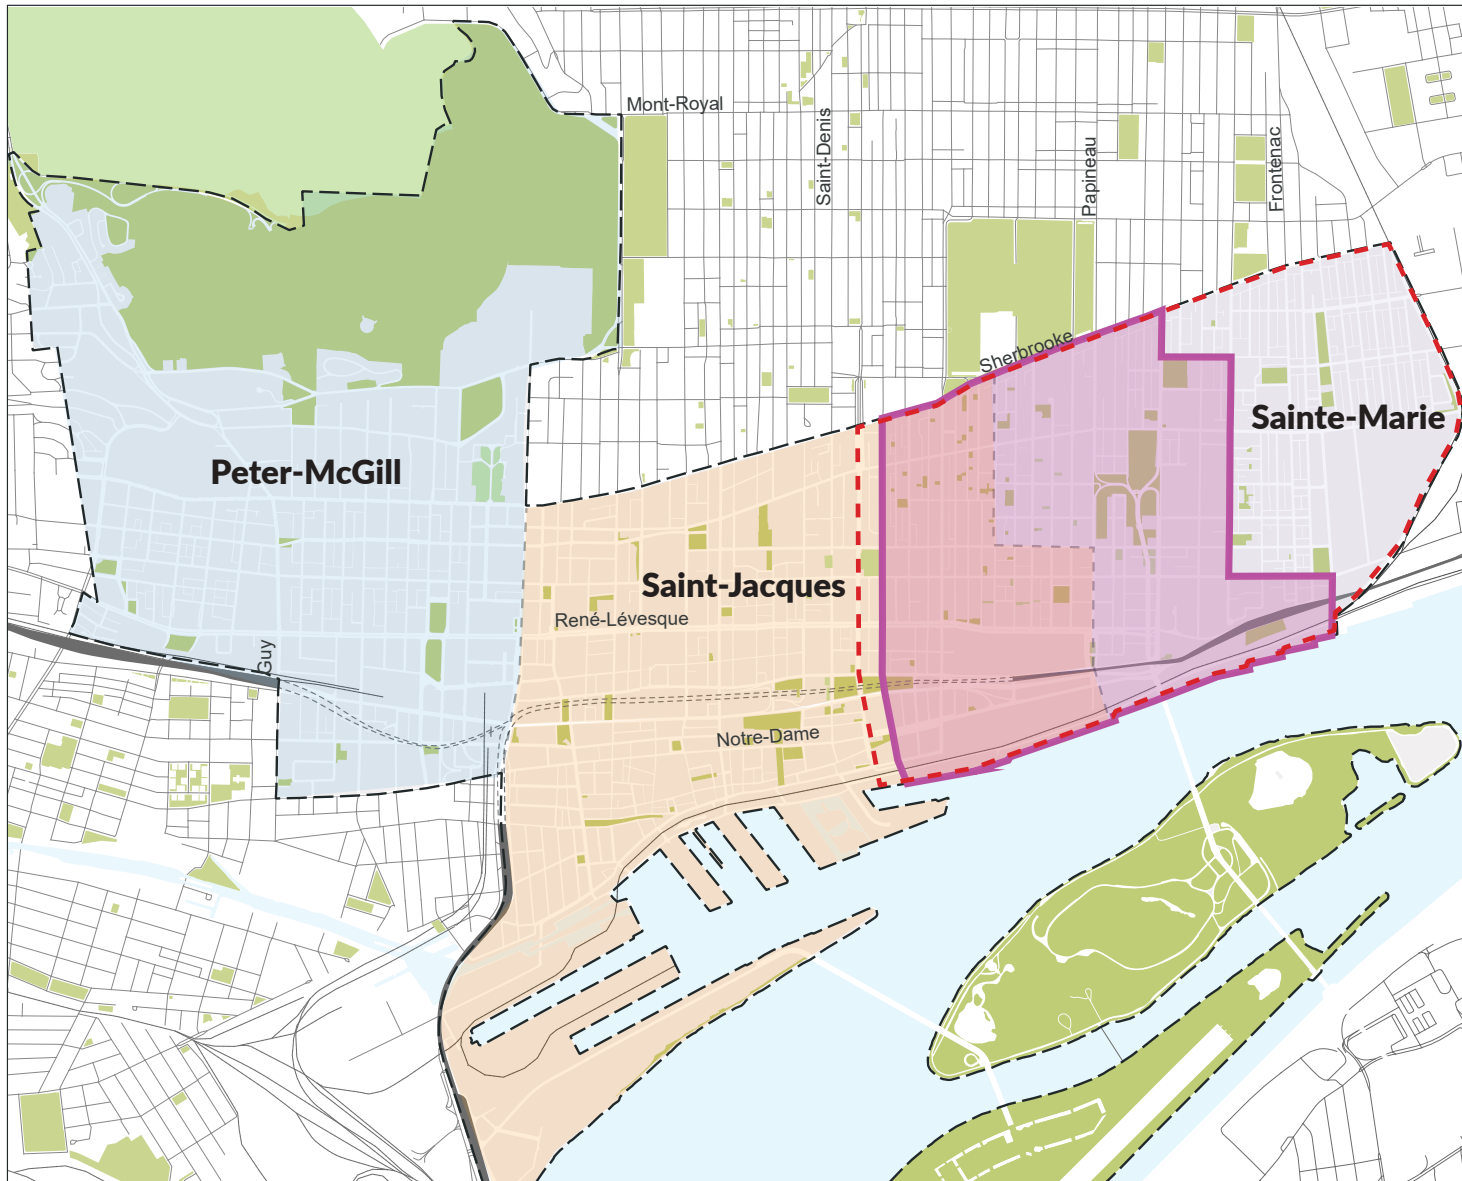 Mont-Royal
Saint-Denis
Papineau
Frontenac
Sherbrooke
Sainte-Marie
Peter-McGill
Saint-Jacques
René-Lévesque
Guy
Notre-Dame